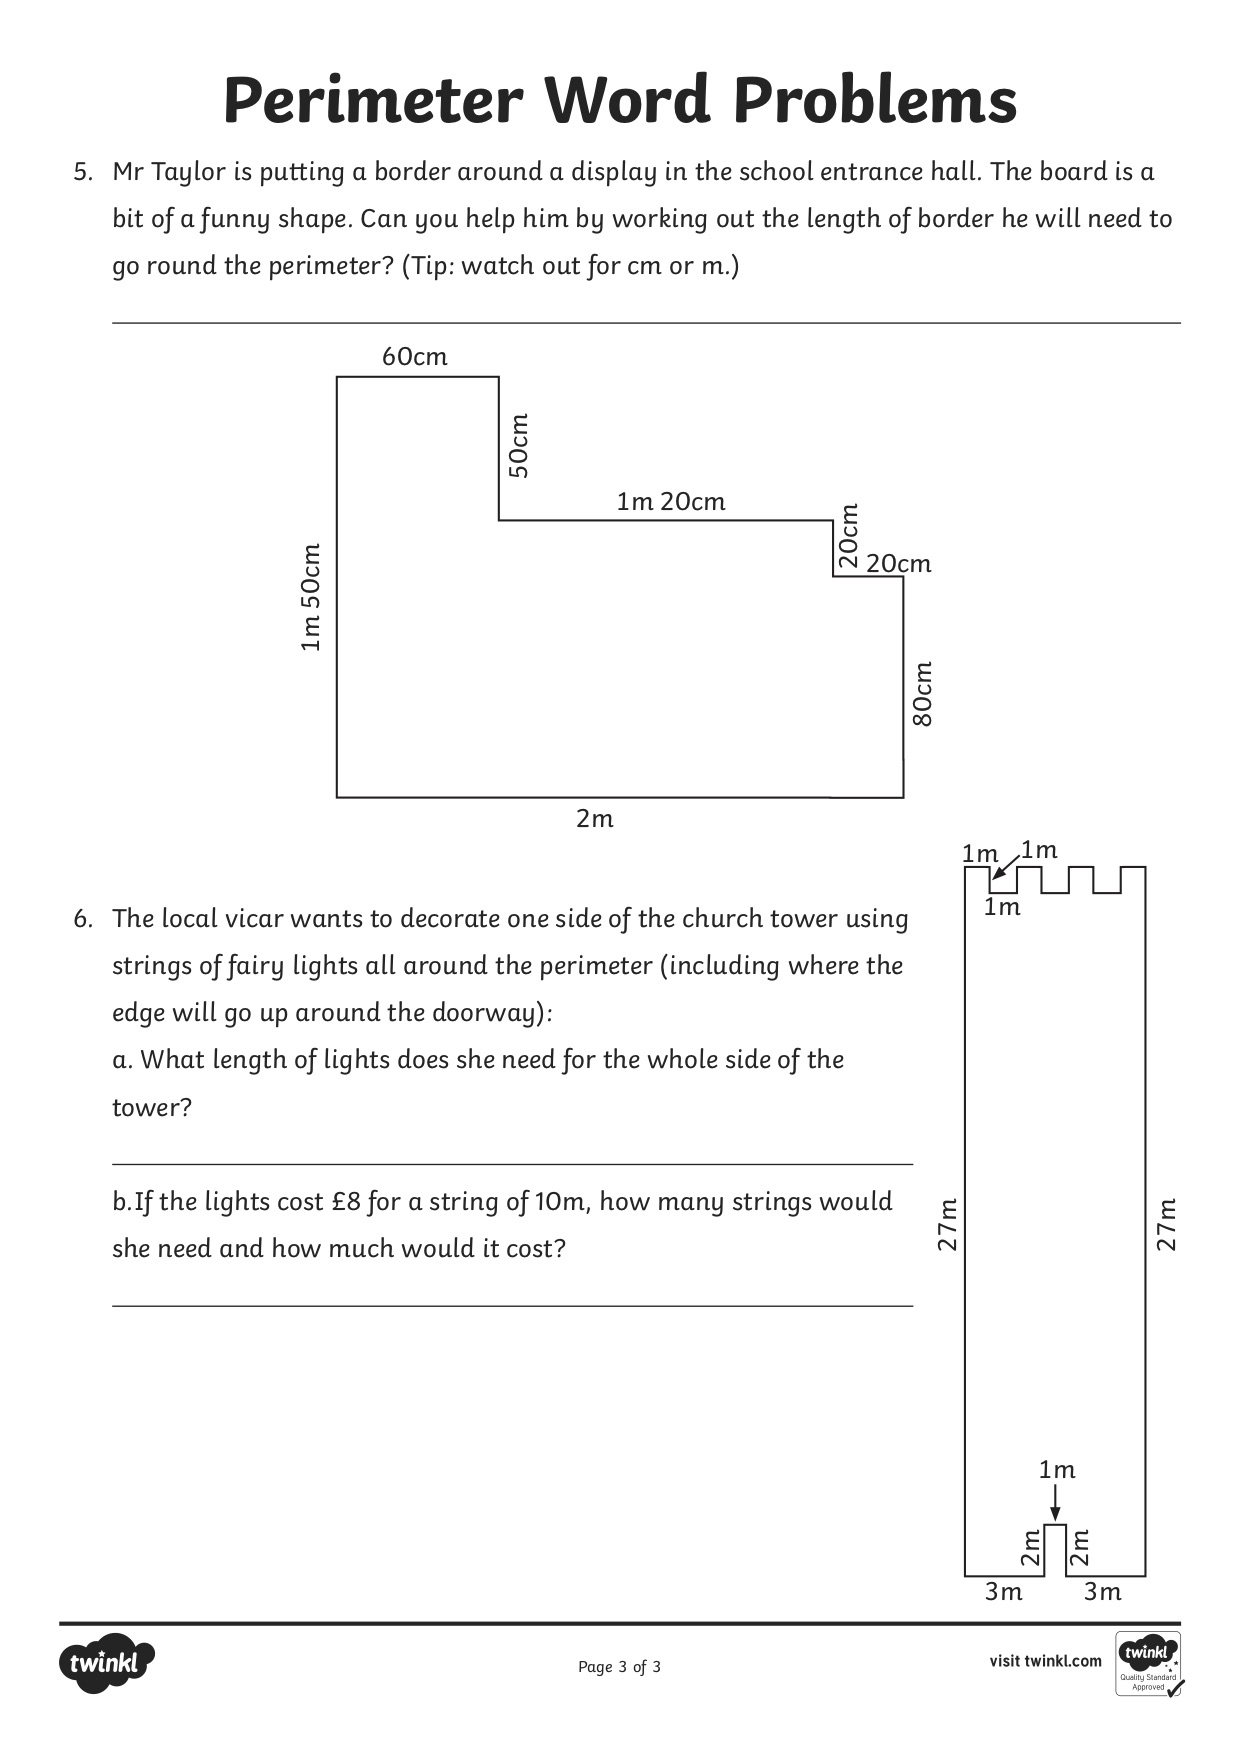 Perimeter Word Problems
5. Mr Taylor is putting a border around a display in the school entrance hall. The board is a
bit of a funny shape. Can you help him by working out the length of border he will need to
go round the perimeter? (Tip: watch out for cm or m.)
60cm
50cm
1m 20cm
20cm
20cm
1m 50cm
80cm
2m
1m
1m
1m
6. The local vicar wants to decorate one side of the church tower using
strings of fairy lights all around the perimeter (including where the
edge will go up around the doorway):
a. What length of lights does she need for the whole side of the
tower?
b.If the lights cost £8 for a string of 10m, how many strings would
she need and how much would it cost?
27m
27m
1m
2m
2m
3m
3m
twinkl
Page 3 of 3
visit twinkl.com
twinkl
Quality Standard
Approved